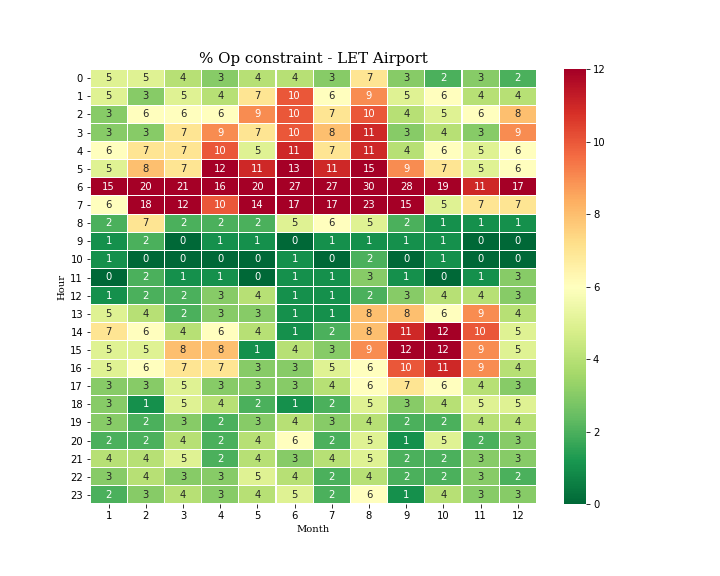 % Op constraint - LET Airport
0 5 5 4 3 4 4 3 7 3 2 3 2
1 5 3 5 4 7 10 6 9 5 6 4 4
2 3 6 6 6 9 10 7 10 4 5 6 8
3 3 3 7 9 7 10 8 11 3 4 3 9
4 6 7 7 10 5 11 7 11 4 6 5 6
5 5 8 7 12 11 13 11 15 9 7 5 6
6 15 20 21 16 20 27 27 30 28 19 11 17
7 6 18 12 10 14 17 17 23 15 5 7 7
8 2 7 2 2 2 5 6 5 2 1 1 1
9 1 2 0 1 1 0 1 1 1 1 0 0
10 1 0 0 0 0 1 0 2 0 1 0 0
11 0 2 1 1 0 1 1 3 1 0 1 3
12 1 2 2 3 4 1 1 2 3 4 4 3
13 5 4 2 3 3 1 1 8 8 6 9 4
14 7 6 4 6 4 1 2 8 11 12 10 5
15 5 5 8 8 1 4 3 9 12 12 9 5
16 5 6 7 7 3 3 5 6 10 11 9 4
17 3 3 5 3 3 3 4 6 7 6 4 3
18 3 1 5 4 2 1 2 5 3 4 5 5
19 3 2 3 2 3 4 3 4 2 2 4 4
20 2 2 4 2 4 6 2 5 1 5 2 3
21 4 4 5 2 4 3 4 5 2 2 3 3
22 3 4 3 3 5 4 2 4 2 2 3 2
23 2 3 4 3 4 5 2 6 1 4 3 3
1 2 3 4 5 6 7 8 9 10 11 12
Month
Hour
12
10
8
6
4
2
0